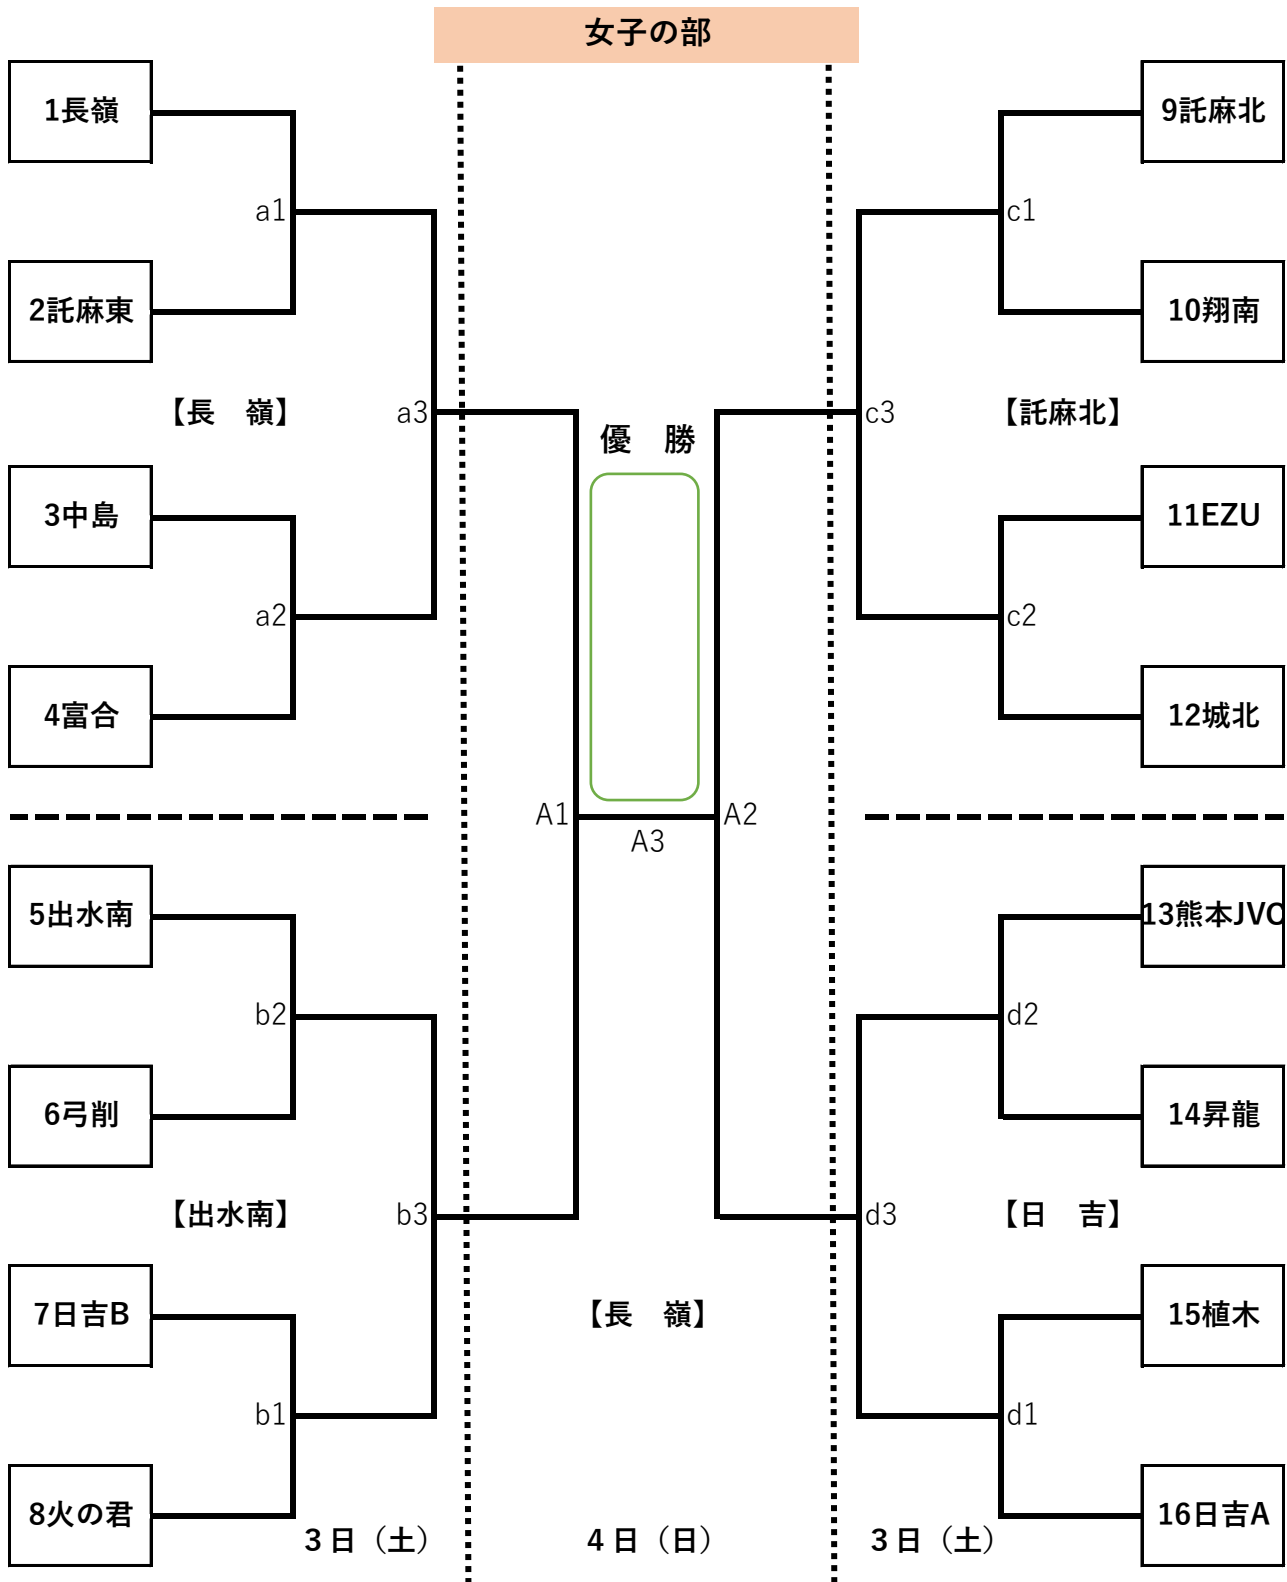 女子の部
1長嶺
9託麻北
a1
c1
2託麻東
10翔南
【長　嶺】
a3
c3
【託麻北】
優　勝
3中島
11EZU
a2
c2
4富合
12城北
A1
A2
A3
5出水南
13熊本JVC
b2
d2
6弓削
14昇龍
【出水南】
b3
d3
【日　吉】
7日吉B
【長　嶺】
15植木
b1
d1
8火の君
16日吉A
3日（土）
4日（日）
3日（土）